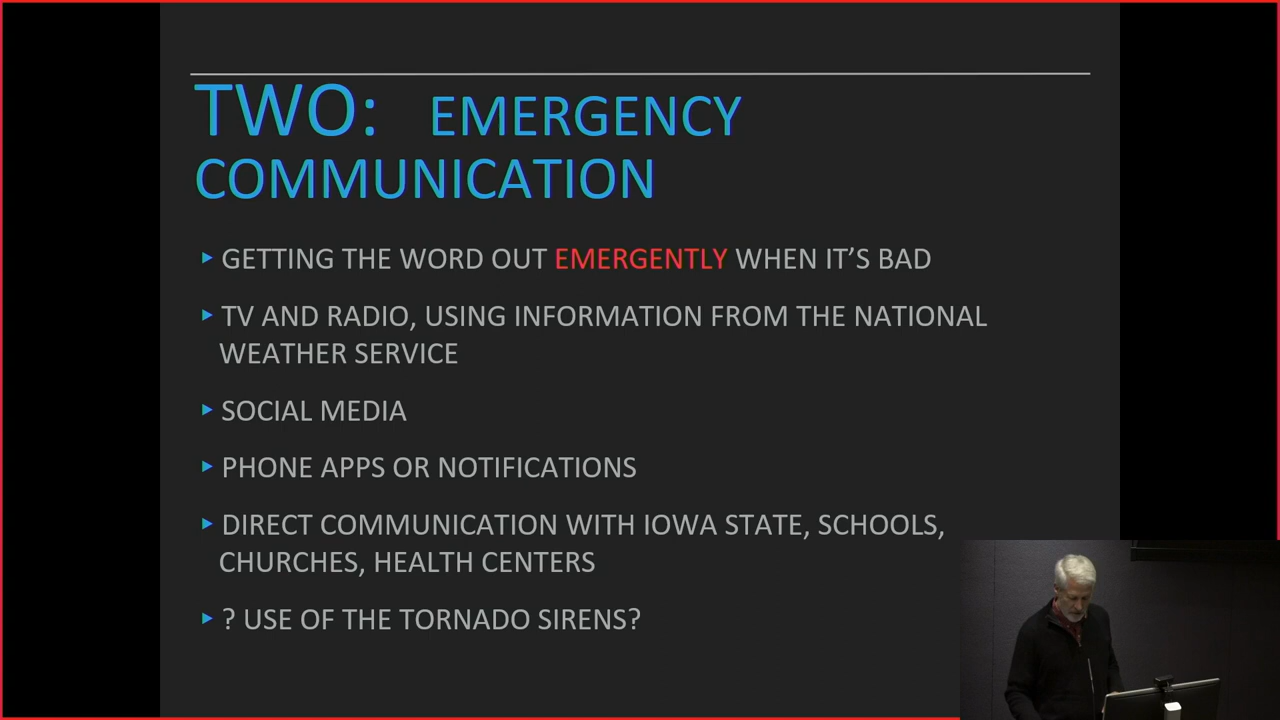 TWO: EMERGENCY
COMMUNICATION
GETTING THE WORD OUT EMERGENTLY WHEN IT'S BAD
TV AND RADIO, USING INFORMATION FROM THE NATIONAL
WEATHER SERVICE
SOCIAL MEDIA
PHONE APPS OR NOTIFICATIONS
DIRECT COMMUNICATION WITH IOWA STATE, SCHOOLS,
CHURCHES, HEALTH CENTERS
? USE OF THE TORNADO SIRENS?